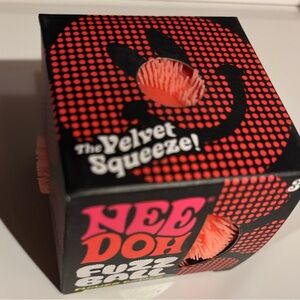 The Velvet
Squeeze!
NEE
DOH
FUZZ
BALL